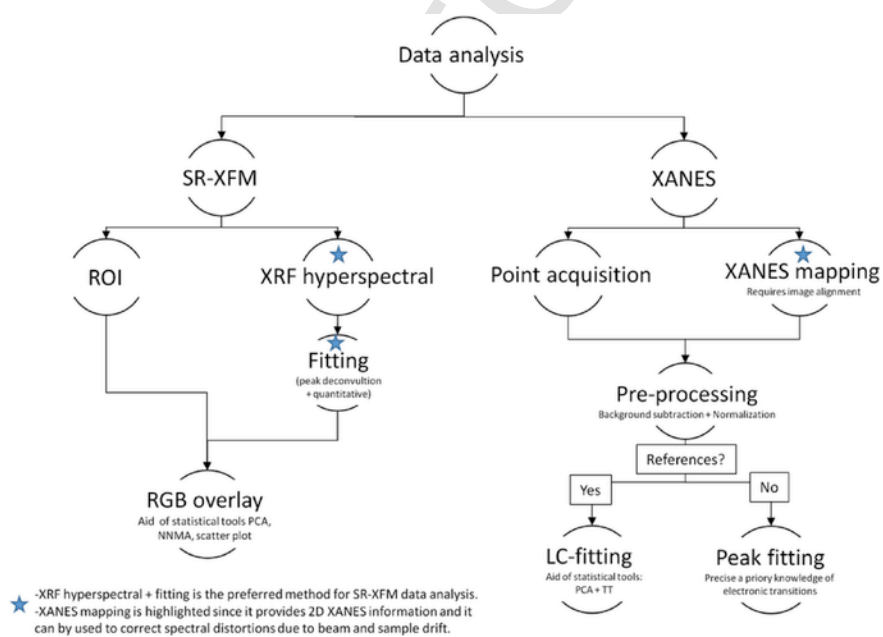 Data analysis
SR-XFM
XANES
ROI
XRF hyperspectral
Point acquisition
XANES mapping
Requires image alignment
Fitting
(peak deconvultion
+ quantitative)
Pre-processing
Background subtraction + Normalization
References?
Yes
No
RGB overlay
Aid of statistical tools PCA,
NNMA, scatter plot
LC-fitting
Aid of statistical tools:
PCA + TT
Peak fitting
Precise a priory knowledge of
electronic transitions
-XRF hyperspectral + fitting is the preferred method for SR-XFM data analysis.
-XANES mapping is highlighted since it provides 2D XANES information and it
can by used to correct spectral distortions due to beam and sample drift.